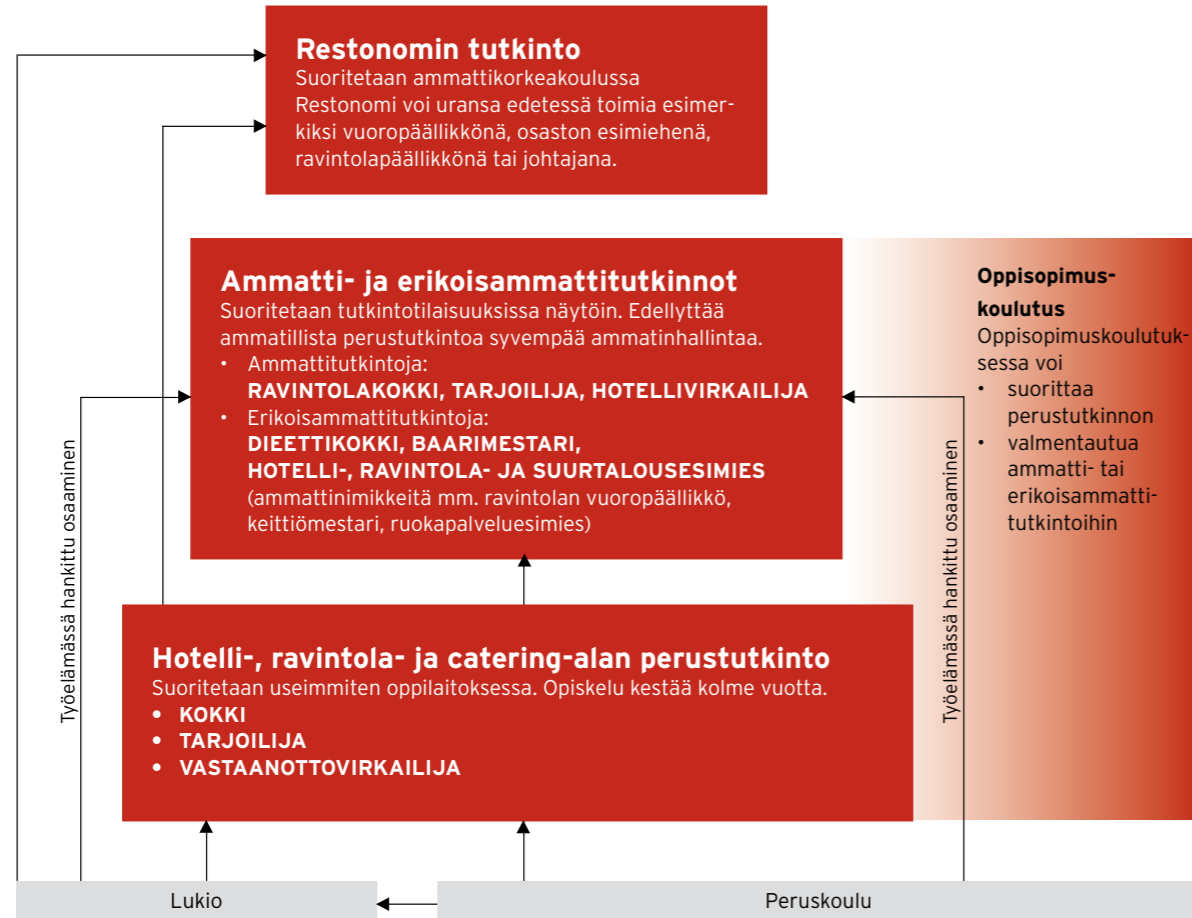 Restonomin tutkinto
Suoritetaan ammattikorkeakoulussa
Restonomi voi uransa edetessä toimia esimer-
kiksi vuoropäällikkönä, osaston esimiehenä,
ravintolapäällikkönä tai johtajana.
Ammatti- ja erikoisammattitutkinnot
Suoritetaan tutkintotilaisuuksissa näytöin. Edellyttää
ammatillista perustutkintoa syvempää ammatinhallintaa.
• Ammattitutkintoja:
RAVINTOLAKOKKI, TARJOILIJA, HOTELLIVIRKAILIJA
• Erikoisammattitutkintoja:
DIEETTIKOKKI, BAARIMESTARI,
HOTELLI-, RAVINTOLA- JA SUURTALOUSESIMIES
(ammattinimikkeitä mm. ravintolan vuoropäällikkö,
keittiömestari, ruokapalveluesimies)
Oppisopimus-
koulutus
Oppisopimuskoulutuk-
sessa voi
• suorittaa
perustutkinnon
• valmentautua
ammatti- tai
erikoisammatti-
tutkintoihin
Työelämässä hankittu osaaminen
Työelämässä hankittu osaaminen
Hotelli-, ravintola- ja catering-alan perustutkinto
Suoritetaan useimmiten oppilaitoksessa. Opiskelu kestää kolme vuotta.
• KOKKI
• TARJOILIJA
• VASTAANOTTOVIRKAILIJA
Lukio
Peruskoulu